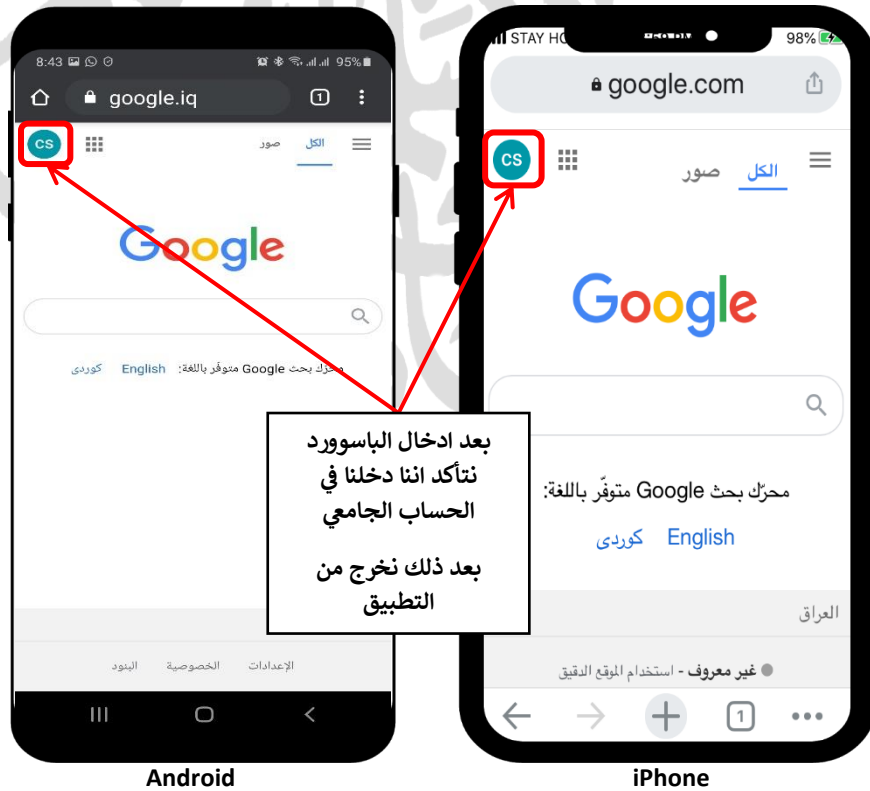 8:43
95%
google.iq
1
CS
صور
الكل
Google
محرّك بحث Google متوفّر باللغة: English كوردی
الإعدادات
الخصوصية
البنود
Android
STAY HO
98%
google.com
CS
صور
الكل
Google
محرّك بحث Google متوفّر باللغة:
English كوردی
العراق
غير معروف - استخدام الموقع الدقيق
1
iPhone
بعد ادخال الباسوورد
نتأكد اننا دخلنا في
الحساب الجامعي
بعد ذلك نخرج من
التطبيق